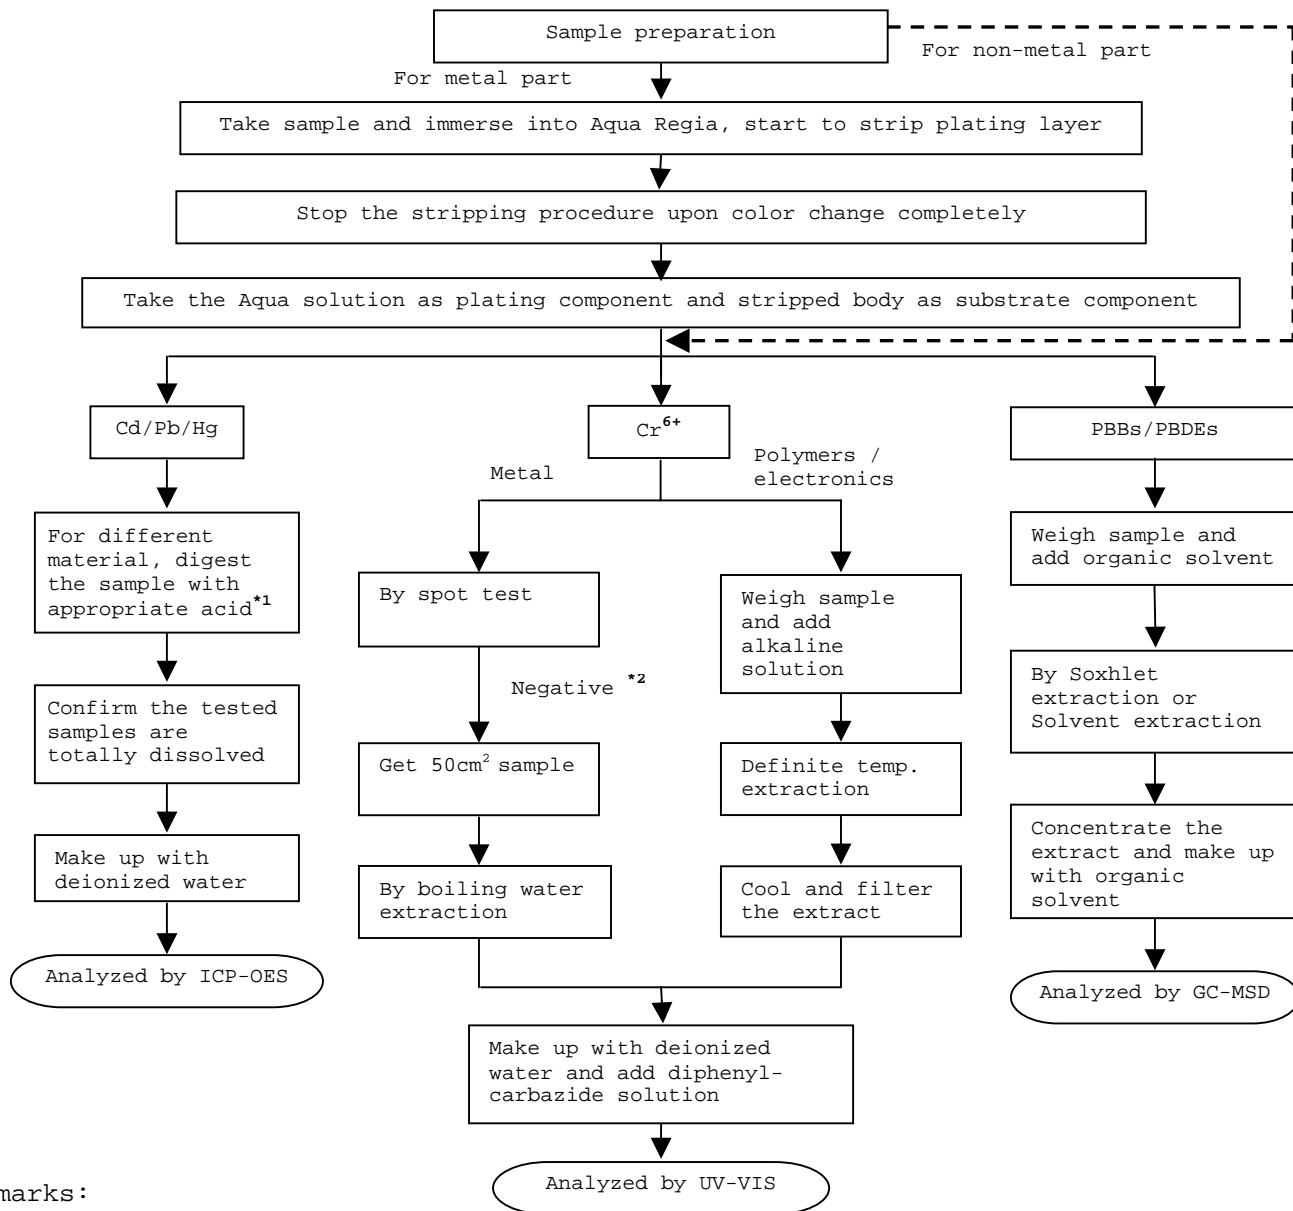 Sample preparation
For non-metal part
For metal part
Take sample and immerse into Aqua Regia, start to strip plating layer
Stop the stripping procedure upon color change completely
Take the Aqua solution as plating component and stripped body as substrate component
Cd/Pb/Hg
Cr6+
PBBs/PBDEs
Metal
Polymers /
electronics
For different
material, digest
the sample with
appropriate acid*1
By spot test
Weigh sample
and add
alkaline
solution
Weigh sample and
add organic solvent
Negative *2
Confirm the tested
samples are
totally dissolved
Get 50cm2 sample
Definite temp.
extraction
By Soxhlet
extraction or
Solvent extraction
Make up with
deionized water
By boiling water
extraction
Cool and filter
the extract
Concentrate the
extract and make up
with organic
solvent
Analyzed by ICP-OES
Analyzed by GC-MSD
Make up with deionized
water and add diphenyl-
carbazide solution
Analyzed by UV-VIS
marks: